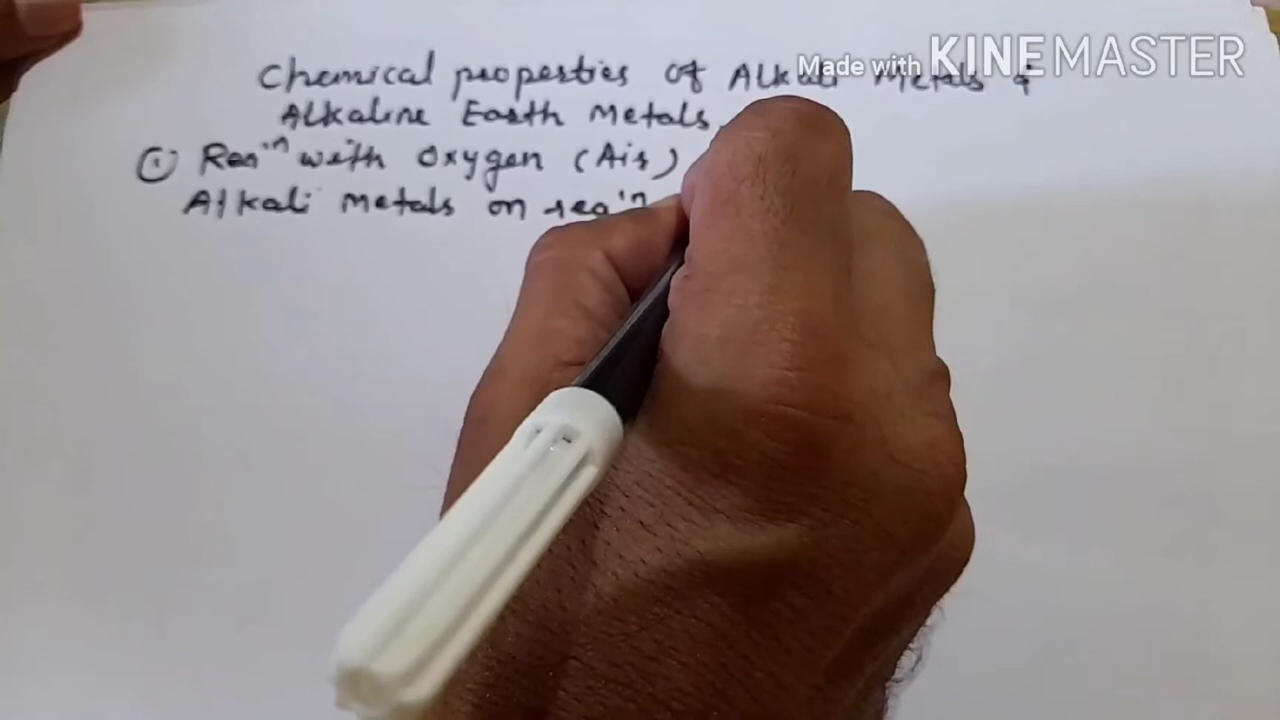 Made with KINEMASTER
Chemical properties of Alkali Metals &
Alkaline Earth Metals.
① Rea'n with Oxygen (Air)
Alkali Metals on rea'n